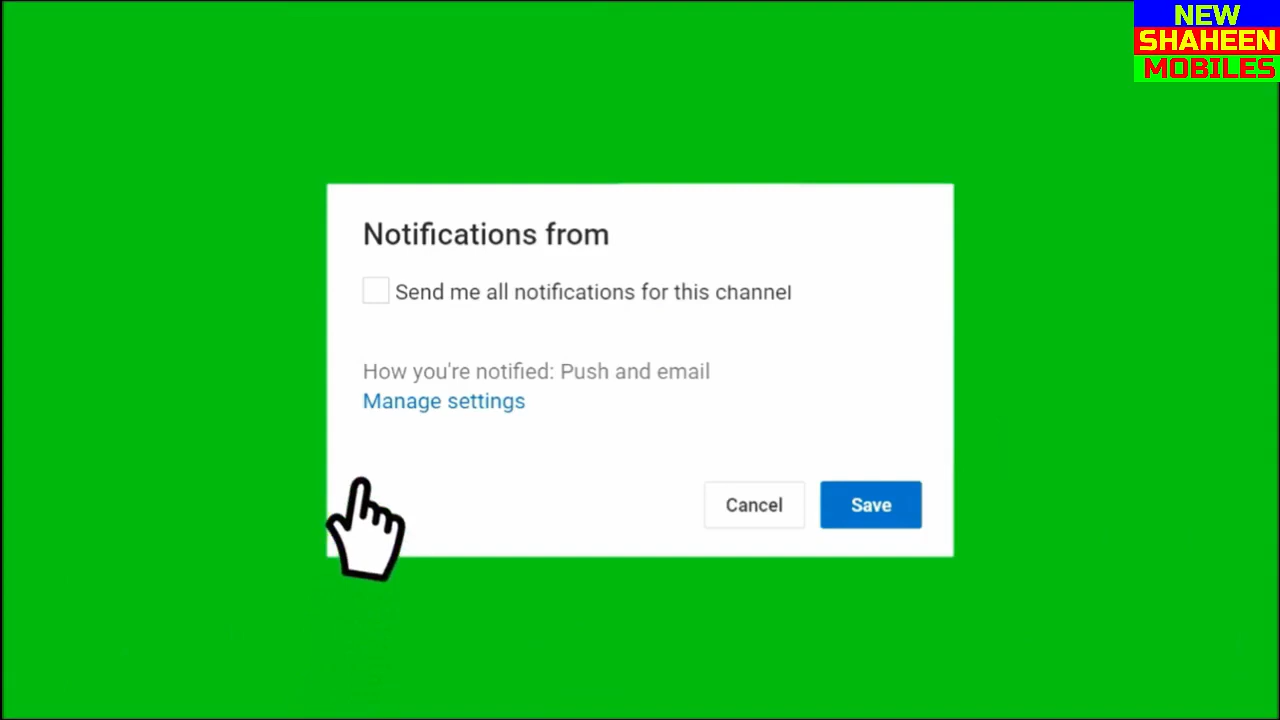 NEW
SHAHEEN
MOBILES
Notifications from
Send me all notifications for this channel
How you're notified: Push and email
Manage settings
Cancel
Save